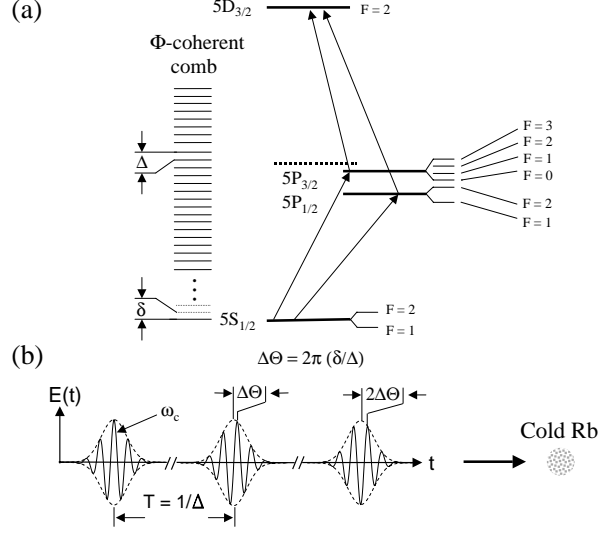 (a)
5D3/2
F = 2
Φ-coherent
comb
Δ
F = 3
F = 2
F = 1
F = 0
5P3/2
5P1/2
F = 2
F = 1
δ
5S1/2
F = 2
F = 1
(b)
ΔΘ = 2π (δ/Δ)
E(t)
ωc
ΔΘ
2ΔΘ
Cold Rb
t
T = 1/Δ